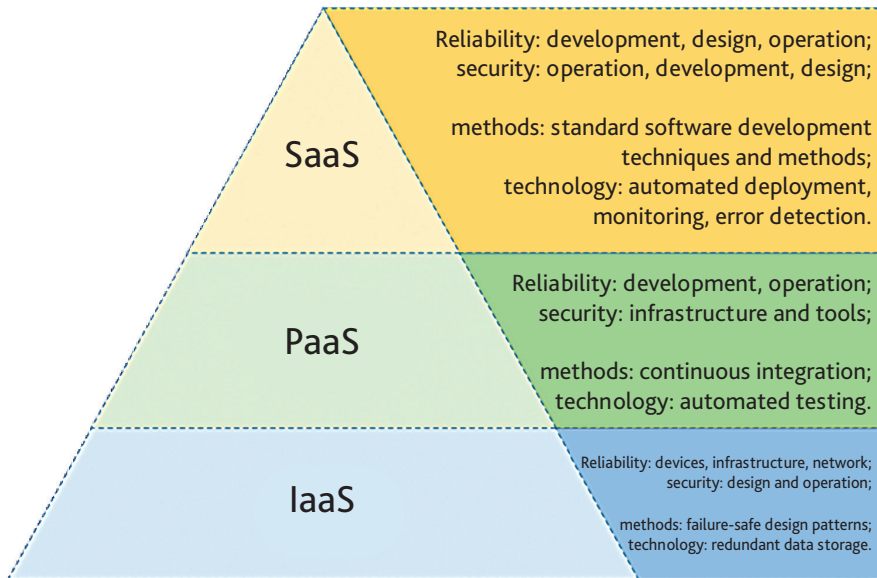 SaaS
Reliability: development, design, operation;
security: operation, development, design;
methods: standard software development
techniques and methods;
technology: automated deployment,
monitoring, error detection.
PaaS
Reliability: development, operation;
security: infrastructure and tools;
methods: continuous integration;
technology: automated testing.
IaaS
Reliability: devices, infrastructure, network;
security: design and operation;
methods: failure-safe design patterns;
technology: redundant data storage.